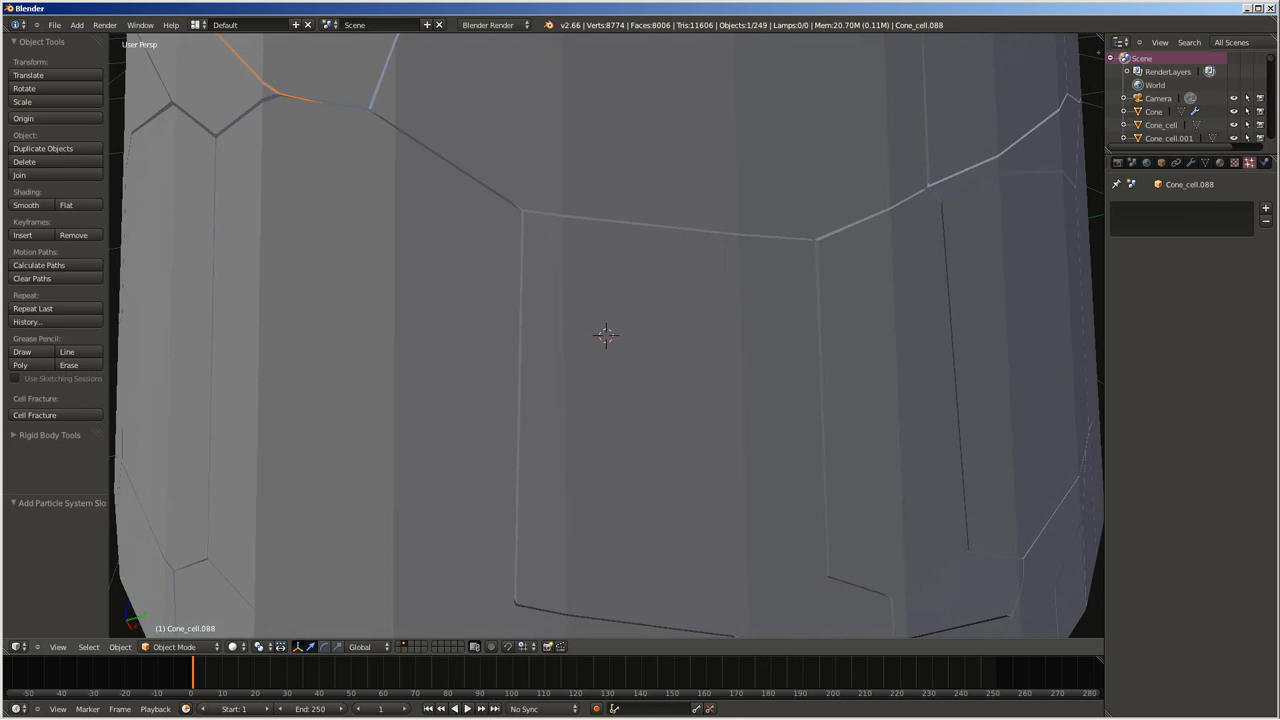 Blender
File Add Render Window Help Default Scene Blender Render v2.66 | Verts:8774 | Faces:8006 | Tris:11606 | Objects:1/249 | Lamps:0/0 | Mem:20.70M (0.11M) | Cone_cell.088
Object Tools
User Persp
View Search All Scenes
Scene
RenderLayers
World
Camera
Cone
Cone_cell
Cone_cell.001
Cone_cell.088
Transform:
Translate
Rotate
Scale
Origin
Object:
Duplicate Objects
Delete
Join
Shading:
Smooth Flat
Keyframes:
Insert Remove
Motion Paths:
Calculate Paths
Clear Paths
Repeat:
Repeat Last
History...
Grease Pencil:
Draw Line
Poly Erase
Use Sketching Sessions
Cell Fracture:
Cell Fracture
Rigid Body Tools
Add Particle System Slo
(1) Cone_cell.088
View Select Object Object Mode Global
-50 -40 -30 -20 -10 0 10 20 30 40 50 60 70 80 90 100 110 120 130 140 150 160 170 180 190 200 210 220 230 240 250 260 270 280
View Marker Frame Playback Start: 1 End: 250 1 No Sync